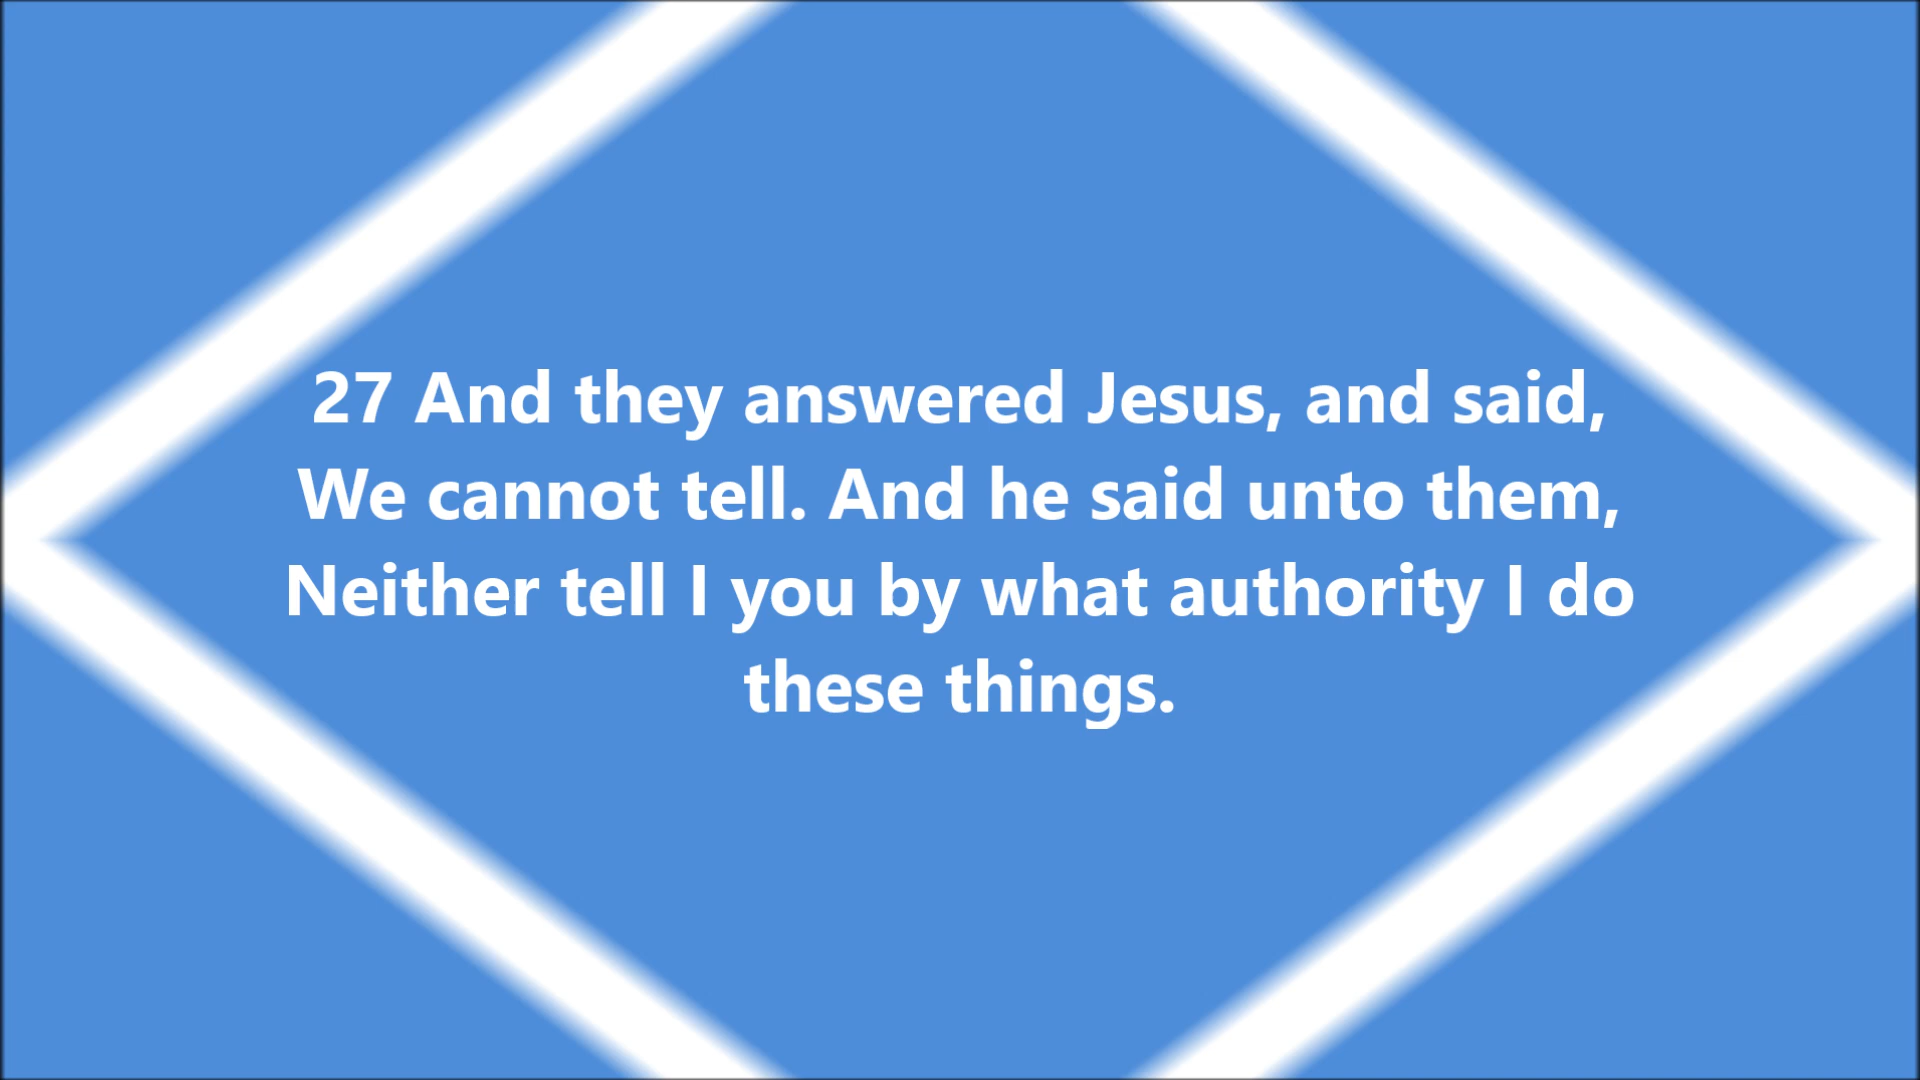 27 And they answered Jesus, and said,
We cannot tell. And he said unto them,
Neither tell I you by what authority I do
these things.